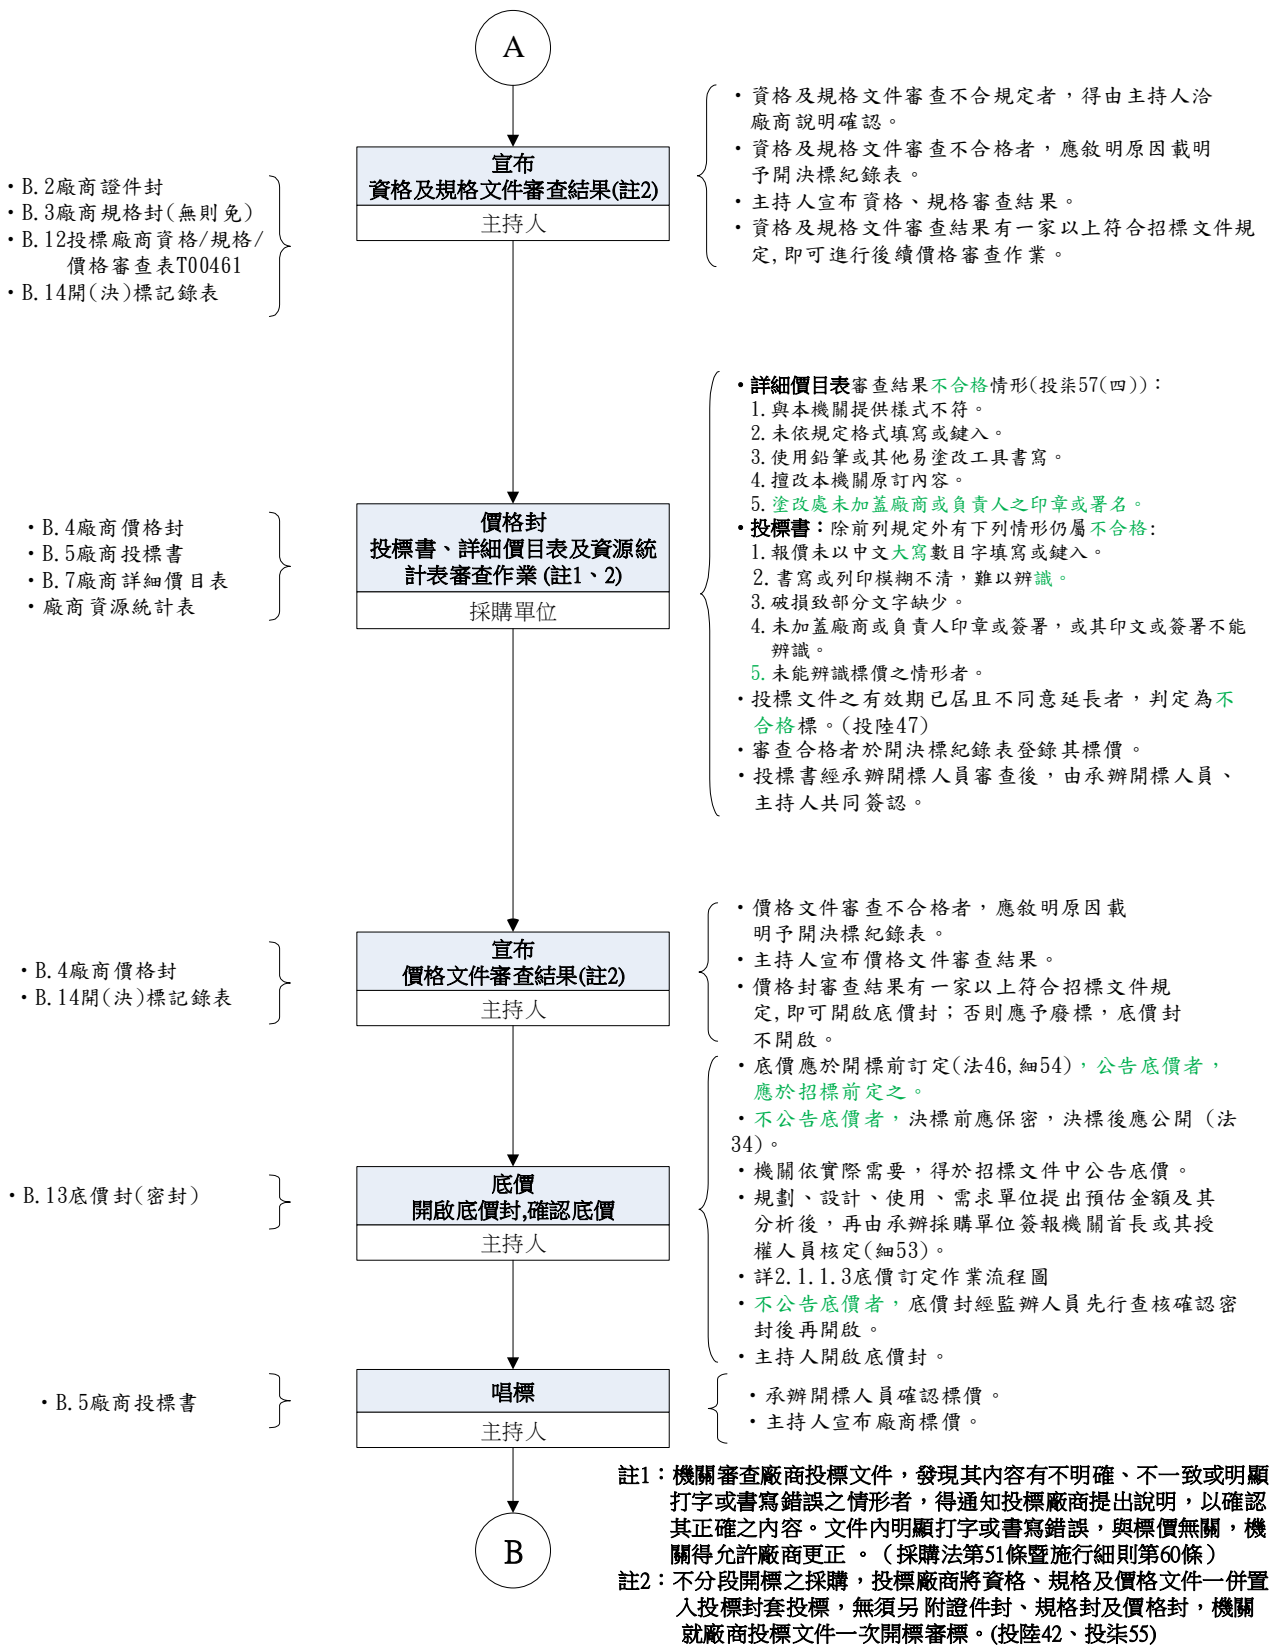 A
・資格及規格文件審查不合規定者，得由主持人洽
廠商說明確認。
・資格及規格文件審查不合格者，應敘明原因載明
予開決標紀錄表。
・主持人宣布資格、規格審查結果。
・資格及規格文件審查結果有一家以上符合招標文件規
定,即可進行後續價格審查作業。
宣布
資格及規格文件審查結果(註2)
主持人
・B.2廠商證件封
・B.3廠商規格封(無則免)
・B.12投標廠商資格/規格/
價格審查表T00461
・B.14開(決)標記錄表
・詳細價目表審查結果不合格情形(投柒57(四))：
1.與本機關提供樣式不符。
2.未依規定格式填寫或鍵入。
3.使用鉛筆或其他易塗改工具書寫。
4.擅改本機關原訂內容。
5.塗改處未加蓋廠商或負責人之印章或署名。
・投標書：除前列規定外有下列情形仍屬不合格:
1.報價未以中文大寫數目字填寫或鍵入。
2.書寫或列印模糊不清，難以辨識。
3.破損致部分文字缺少。
4.未加蓋廠商或負責人印章或簽署，或其印文或簽署不能
辨識。
5.未能辨識標價之情形者。
・投標文件之有效期已屆且不同意延長者，判定為不
合格標。(投陸47)
・審查合格者於開決標紀錄表登錄其標價。
・投標書經承辦開標人員審查後，由承辦開標人員、
主持人共同簽認。
價格封
投標書、詳細價目表及資源統
計表審查作業 (註1、2)
採購單位
・B.4廠商價格封
・B.5廠商投標書
・B.7廠商詳細價目表
・廠商資源統計表
・價格文件審查不合格者，應敘明原因載
明予開決標紀錄表。
・主持人宣布價格文件審查結果。
・價格封審查結果有一家以上符合招標文件規
定,即可開啟底價封；否則應予廢標，底價封
不開啟。
宣布
價格文件審查結果(註2)
主持人
・B.4廠商價格封
・B.14開(決)標記錄表
・底價應於開標前訂定(法46,細54)，公告底價者，
應於招標前定之。
・不公告底價者，決標前應保密，決標後應公開 (法
34)。
・機關依實際需要，得於招標文件中公告底價。
・規劃、設計、使用、需求單位提出預估金額及其
分析後，再由承辦採購單位簽報機關首長或其授
權人員核定(細53)。
・詳2.1.1.3底價訂定作業流程圖
・不公告底價者，底價封經監辦人員先行查核確認密
封後再開啟。
・主持人開啟底價封。
底價
開啟底價封,確認底價
主持人
・B.13底價封(密封)
唱標
主持人
・B.5廠商投標書
・承辦開標人員確認標價。
・主持人宣布廠商標價。
B
註1：機關審查廠商投標文件，發現其內容有不明確、不一致或明顯
打字或書寫錯誤之情形者，得通知投標廠商提出說明，以確認
其正確之內容。文件內明顯打字或書寫錯誤，與標價無關，機
關得允許廠商更正 。（採購法第51條暨施行細則第60條）
註2：不分段開標之採購，投標廠商將資格、規格及價格文件一併置
入投標封套投標，無須另附證件封、規格封及價格封，機關
就廠商投標文件一次開標審標。(投陸42、投柒55)